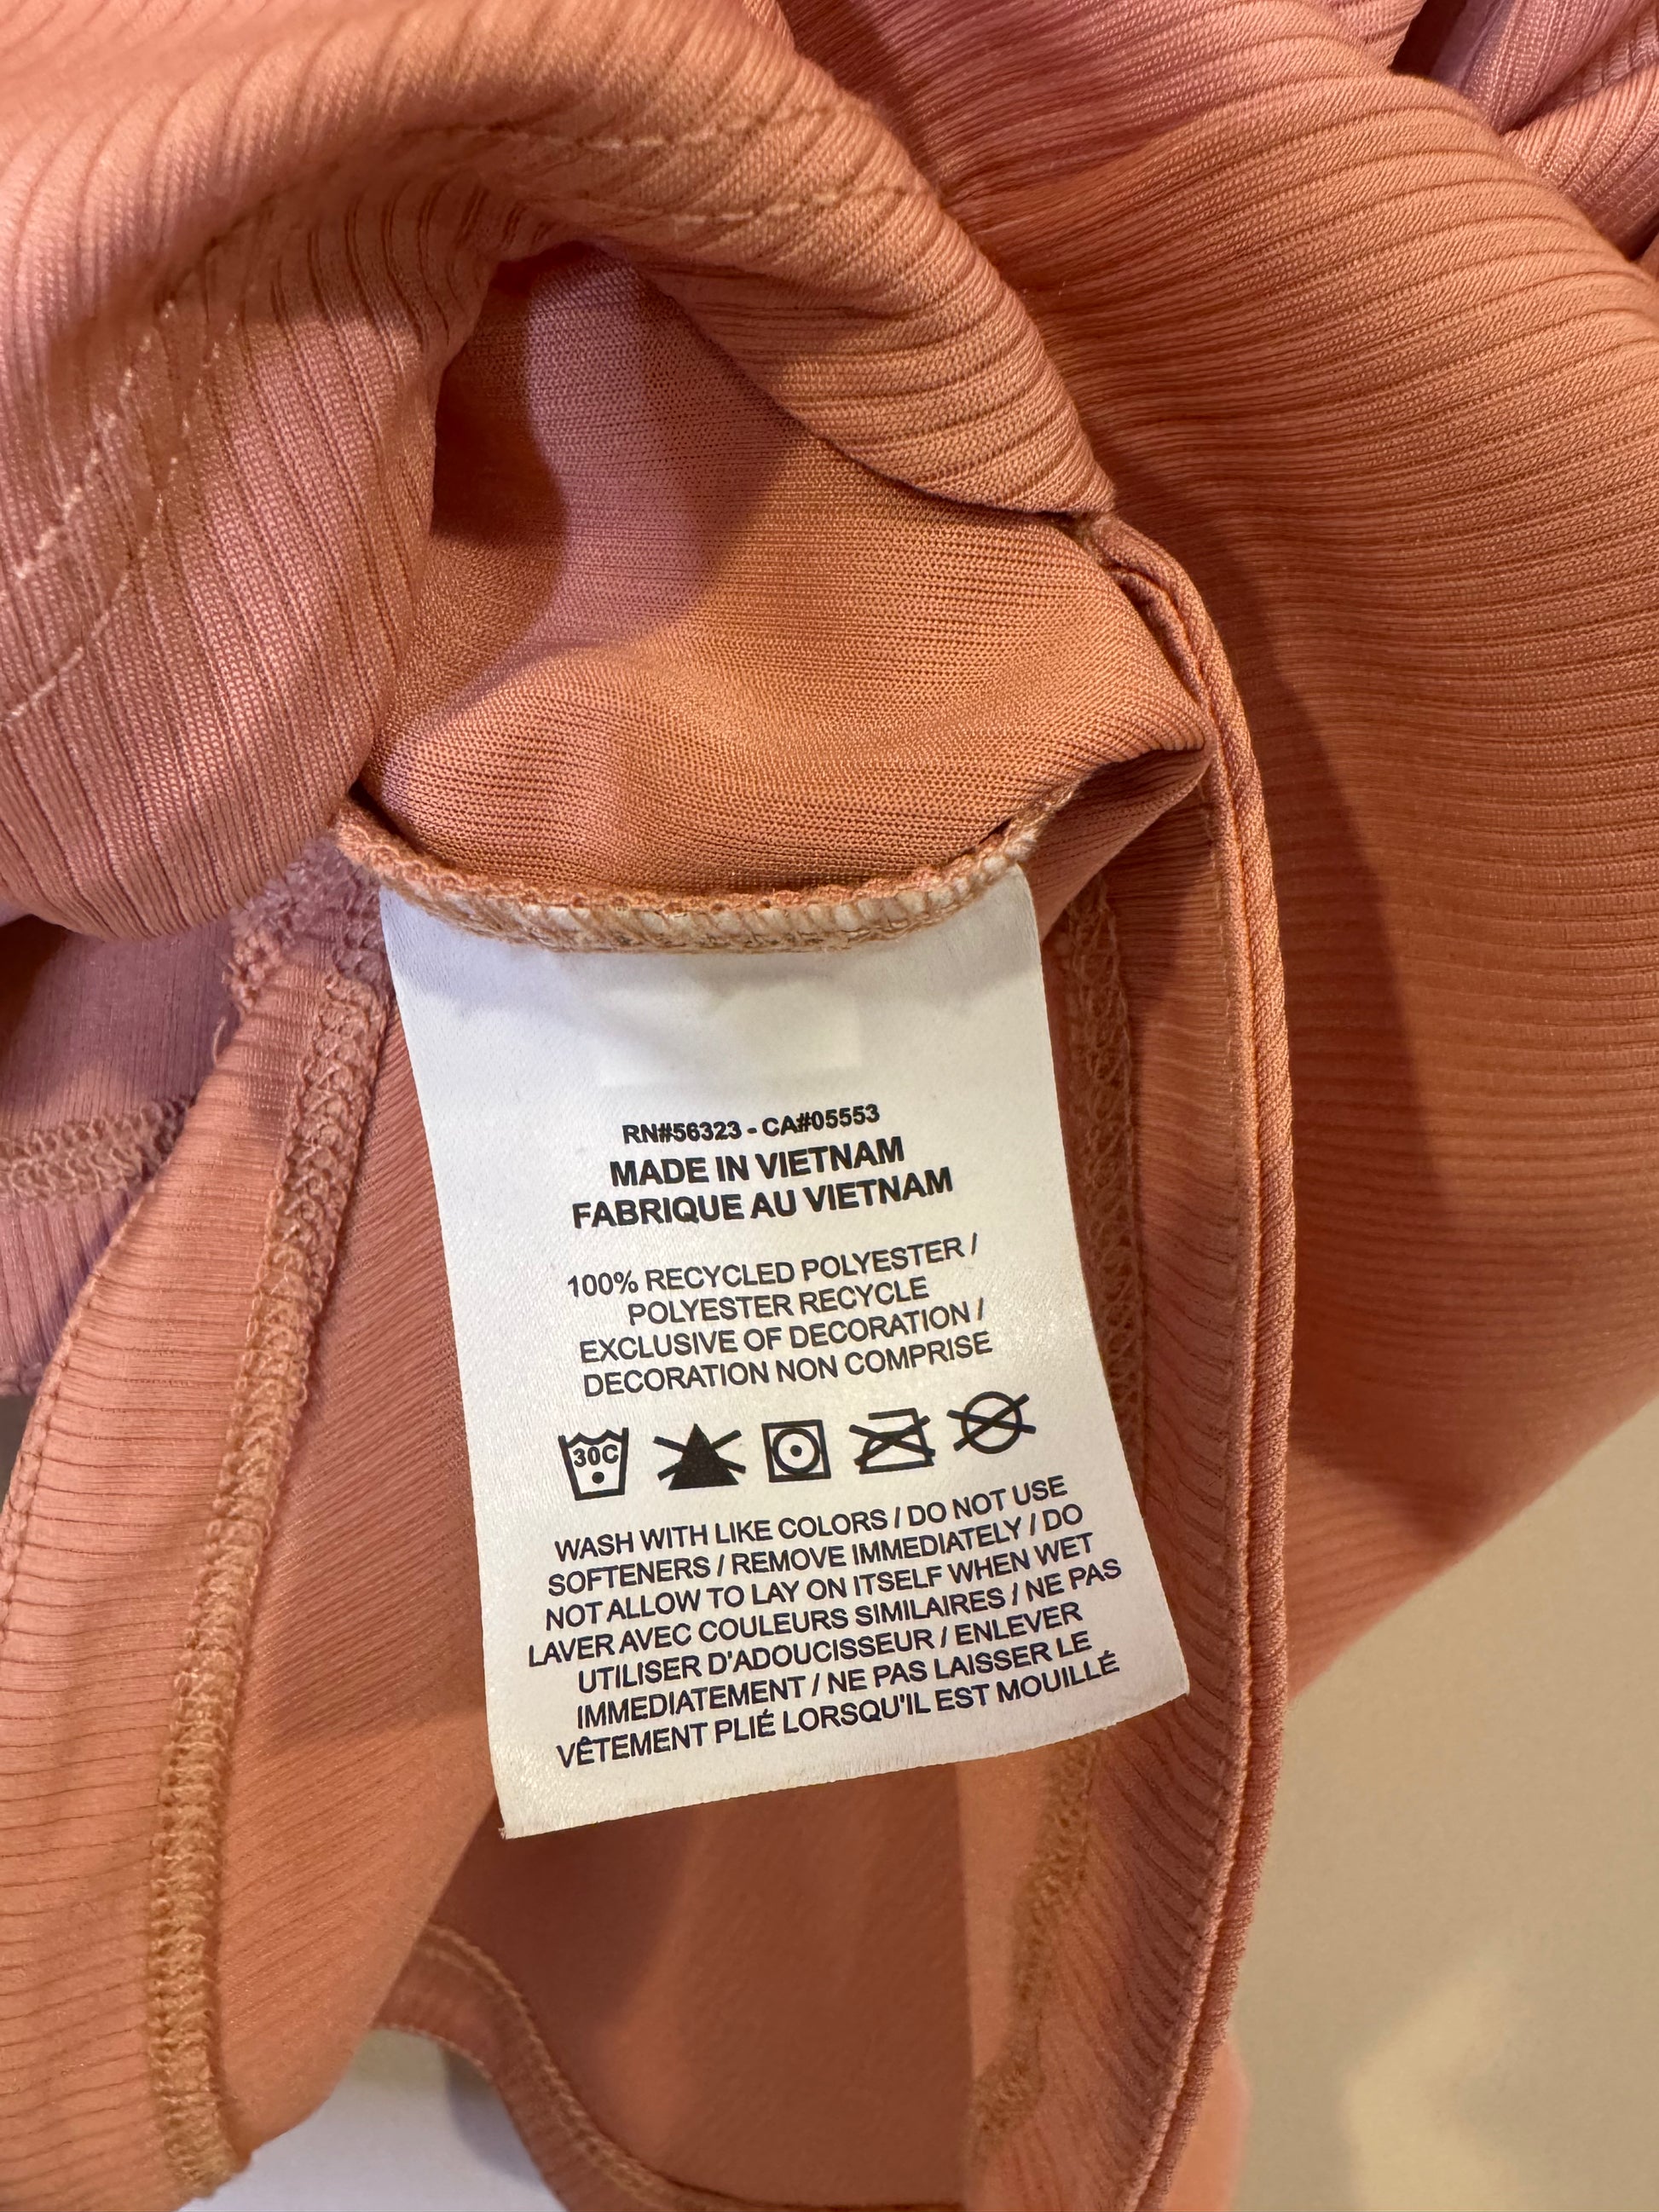 RN#56323 - CA#05553
MADE IN VIETNAM
FABRIQUE AU VIETNAM
100% RECYCLED POLYESTER /
POLYESTER RECYCLE
EXCLUSIVE OF DECORATION /
DECORATION NON COMPRISE
30C
WASH WITH LIKE COLORS / DO NOT USE
SOFTENERS / REMOVE IMMEDIATELY / DO
NOT ALLOW TO LAY ON ITSELF WHEN WET
LAVER AVEC COULEURS SIMILAIRES / NE PAS
UTILISER D'ADOUCISSEUR / ENLEVER
IMMEDIATEMENT / NE PAS LAISSER LE
VÊTEMENT PLIÉ LORSQU'IL EST MOUILLÉ